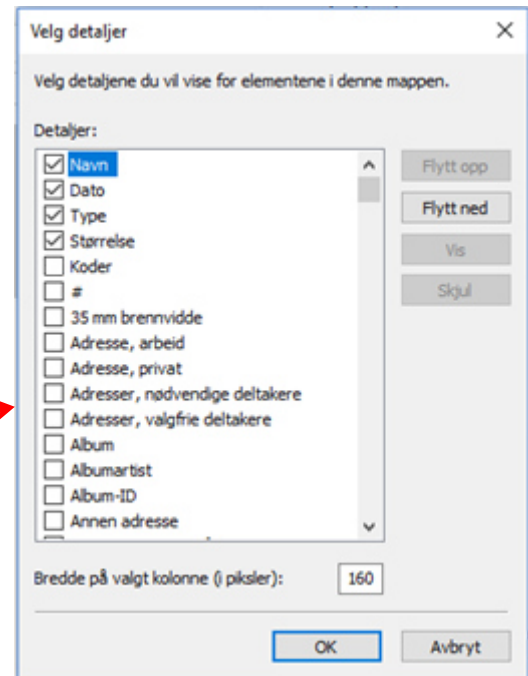 Velg detaljer
Velg detaljene du vil vise for elementene i denne mappen.
Detaljer:
Navn
Dato
Type
Størrelse
Koder
#
35 mm brennvidde
Adresse, arbeid
Adresse, privat
Adresser, nødvendige deltakere
Adresser, valgfrie deltakere
Album
Albumartist
Album-ID
Annen adresse
Flytt opp
Flytt ned
Vis
Skjul
Bredde på valgt kolonne (i piksler): 160
OK
Avbryt